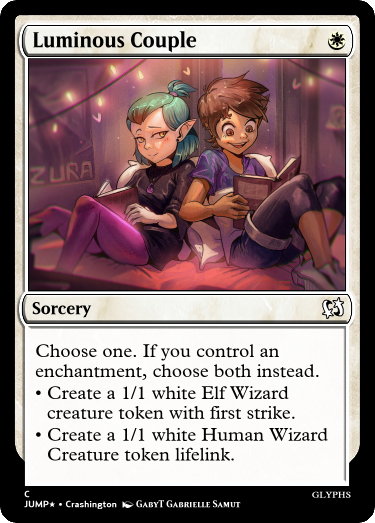 Luminous Couple
ZURA
Sorcery
Choose one. If you control an
enchantment, choose both instead.
• Create a 1/1 white Elf Wizard
creature token with first strike.
• Create a 1/1 white Human Wizard
Creature token lifelink.
C
JUMP★ • Crashington GabyT Gabrielle Samut
GLYPHS